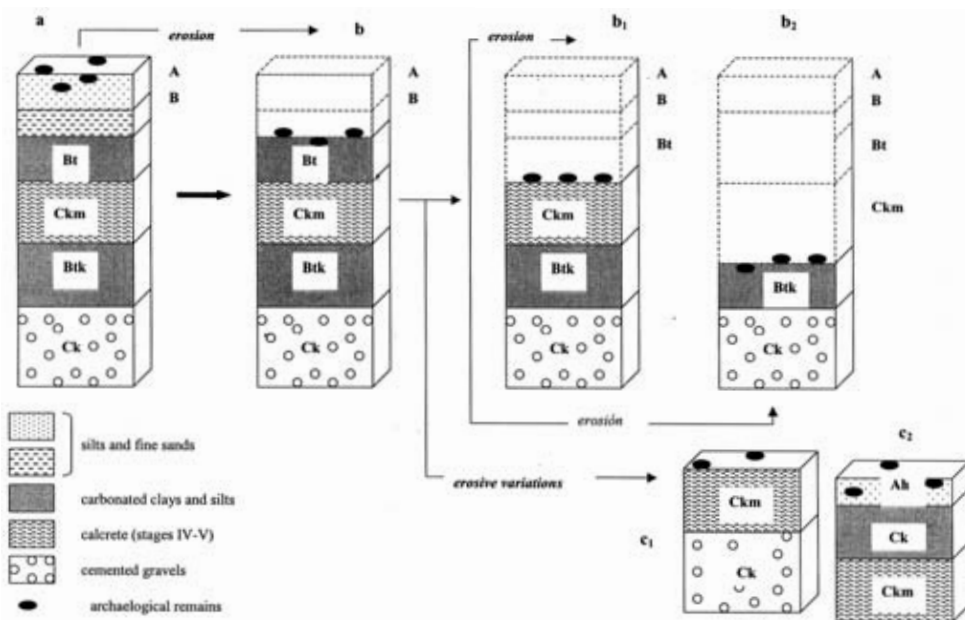 a
erosion
b
erosion
b₁
b₂
A
B
A
B
A
B
Bt
A
B
Bt
Ckm
Bt
Ckm
Btk
Ck
Bt
Ckm
Btk
Ck
Ckm
Btk
Ck
Btk
Ck
erosión
erosive variations
silts and fine sands
carbonated clays and silts
calcrete (stages IV-V)
cemented gravels
archaelogical remains
c₁
Ckm
Ck
c₂
Ah
Ck
Ckm